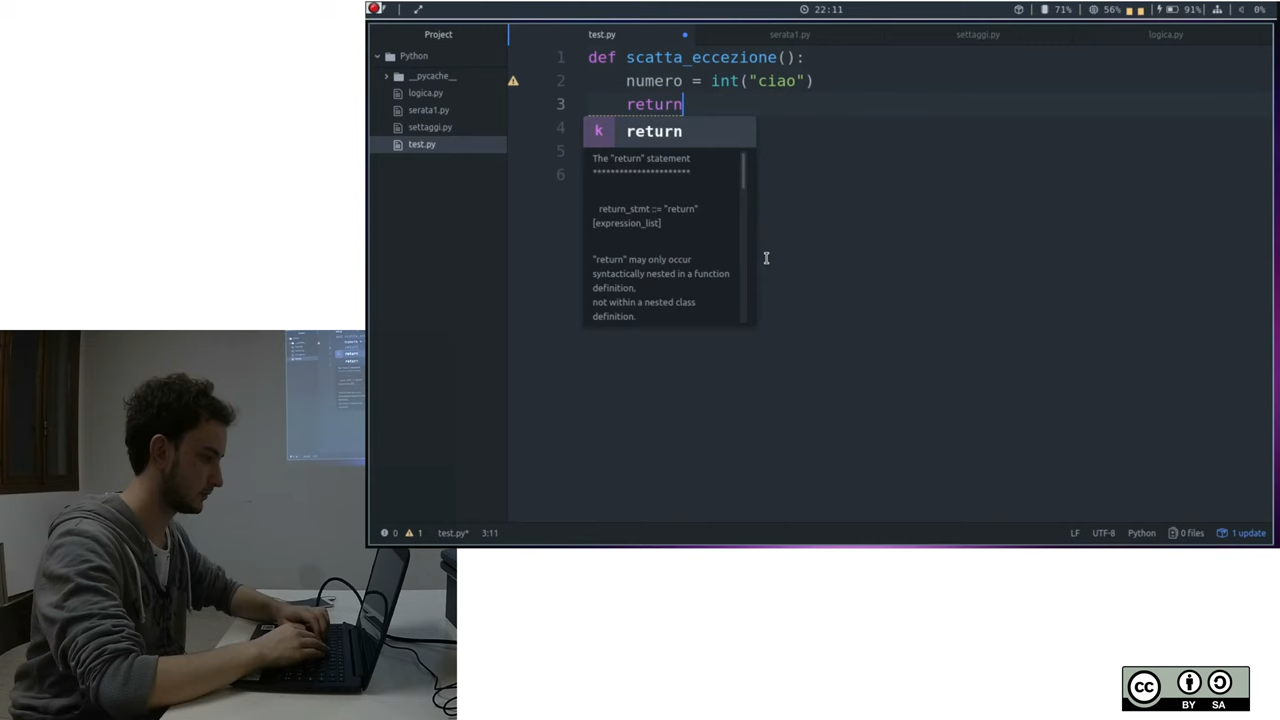 22:11
71%
56%
91%
0%
Project
test.py
serata1.py
settaggi.py
logica.py
Python
__pycache__
logica.py
serata1.py
settaggi.py
test.py
1 def scatta_eccezione():
2 numero = int("ciao")
3 return
4
5
6
k return
The "return" statement
**********************
return_stmt ::= "return"
[expression_list]
"return" may only occur
syntactically nested in a function
definition,
not within a nested class
definition.
0 1 test.py* 3:11
LF UTF-8 Python 0 files 1 update
cc
BY SA